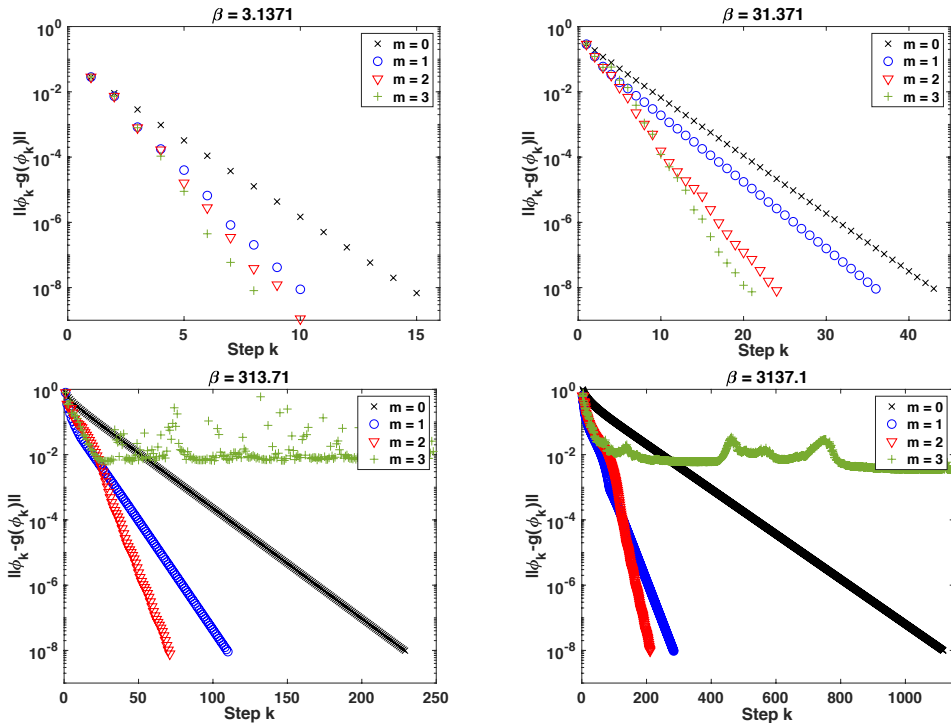 β = 3.1371
||ϕ_k-g(ϕ_k)||
10^0
10^-2
10^-4
10^-6
10^-8
m = 0
m = 1
m = 2
m = 3
0 5 10 15
Step k
β = 31.371
||ϕ_k-g(ϕ_k)||
10^0
10^-2
10^-4
10^-6
10^-8
m = 0
m = 1
m = 2
m = 3
0 10 20 30 40
Step k
β = 313.71
||ϕ_k-g(ϕ_k)||
10^0
10^-2
10^-4
10^-6
10^-8
m = 0
m = 1
m = 2
m = 3
0 50 100 150 200 250
Step k
β = 3137.1
||ϕ_k-g(ϕ_k)||
10^0
10^-2
10^-4
10^-6
10^-8
m = 0
m = 1
m = 2
m = 3
0 200 400 600 800 1000
Step k